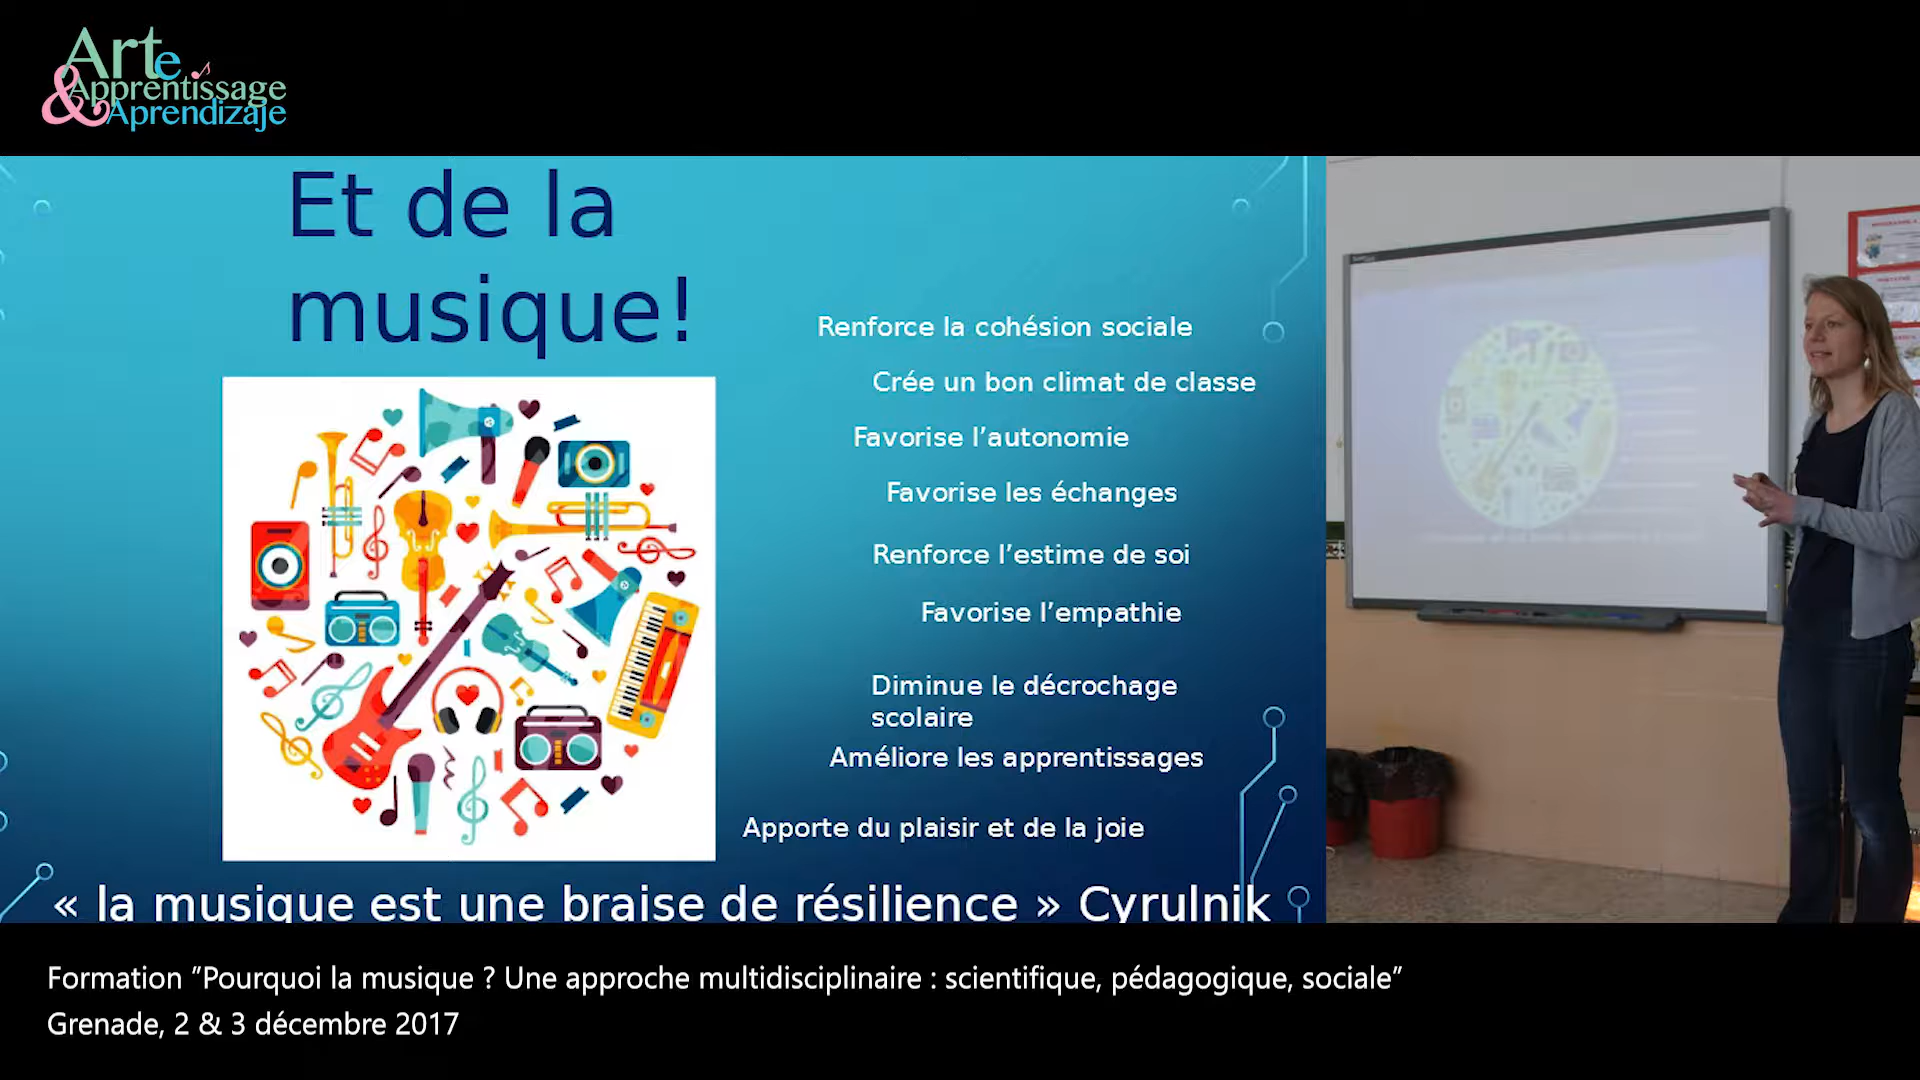 Art e
& Apprentissage
Aprendizaje
Et de la
musique!
Renforce la cohésion sociale
Crée un bon climat de classe
Favorise l’autonomie
Favorise les échanges
Renforce l’estime de soi
Favorise l’empathie
Diminue le décrochage
scolaire
Améliore les apprentissages
Apporte du plaisir et de la joie
« la musique est une braise de résilience » Cyrulnik
Formation ”Pourquoi la musique ? Une approche multidisciplinaire : scientifique, pédagogique, sociale”
Grenade, 2 & 3 décembre 2017